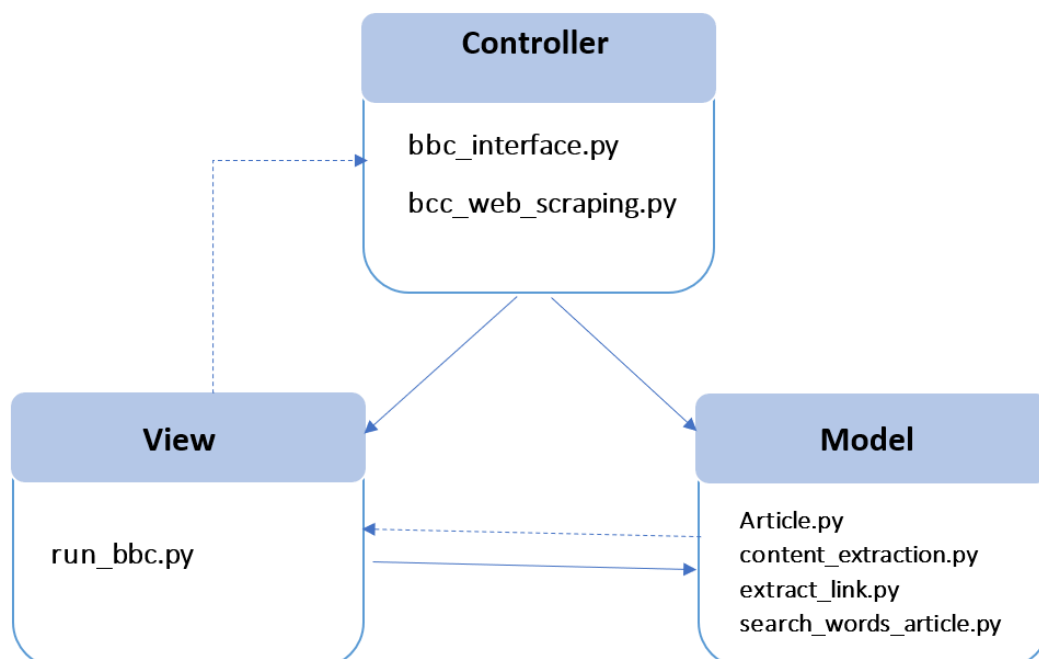 Controller
bbc_interface.py
bcc_web_scraping.py
View
run_bbc.py
Model
Article.py
content_extraction.py
extract_link.py
search_words_article.py